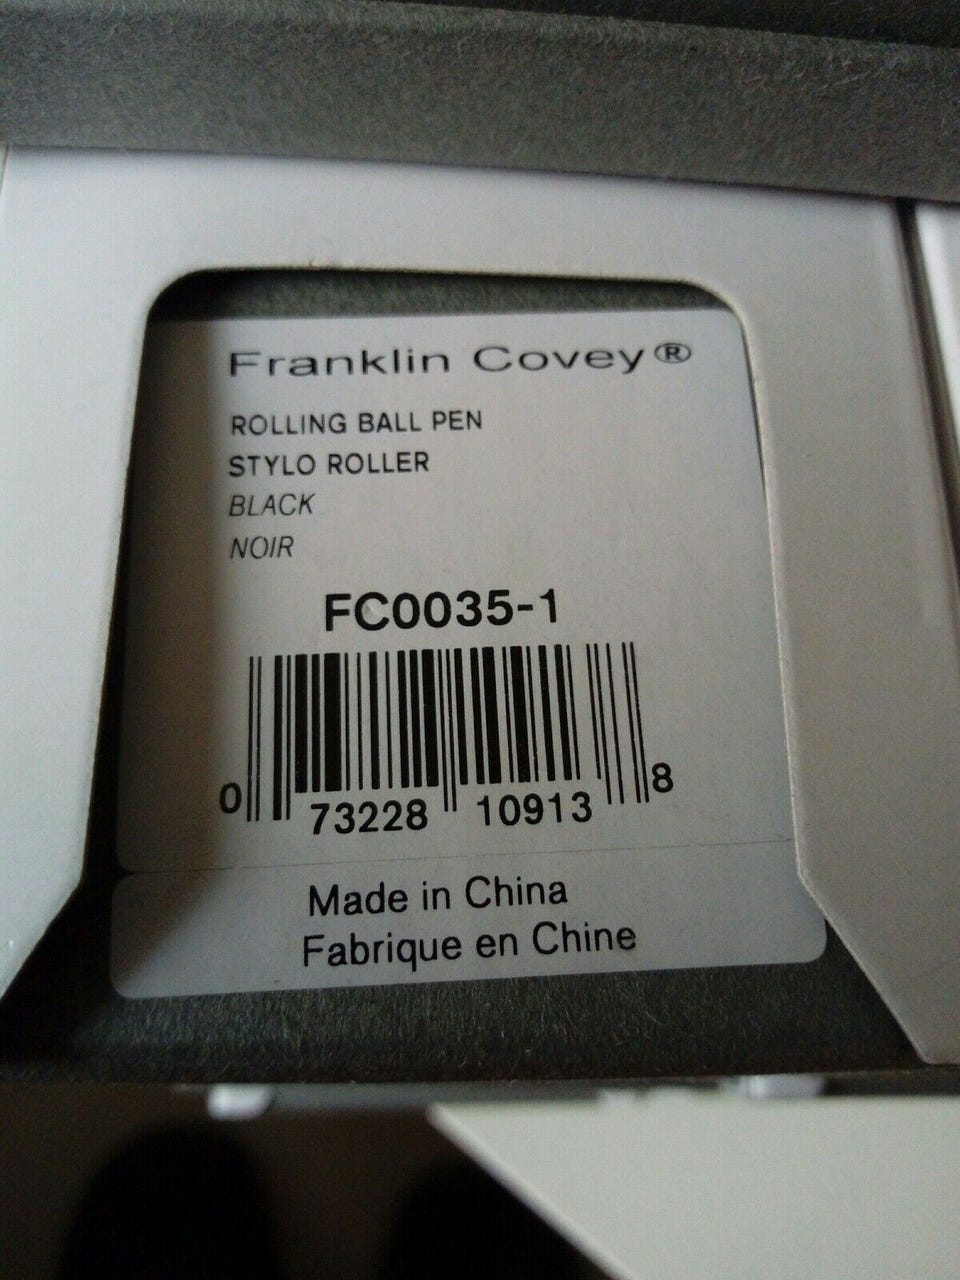 Franklin Covey®
ROLLING BALL PEN
STYLO ROLLER
BLACK
NOIR
FC0035-1
0 73228 10913 8
Made in China
Fabrique en Chine